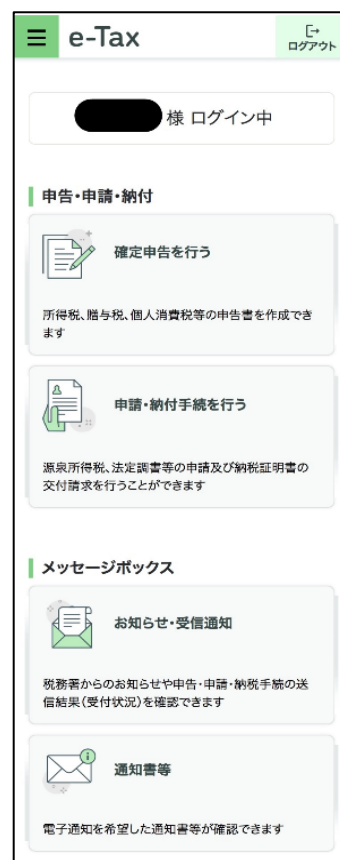 e-Tax
ログアウト
様 ログイン中
申告・申請・納付
確定申告を行う
所得税、贈与税、個人消費税等の申告書を作成でき
ます
申請・納付手続を行う
源泉所得税、法定調書等の申請及び納税証明書の
交付請求を行うことができます
メッセージボックス
お知らせ・受信通知
税務署からのお知らせや申告・申請・納税手続の送
信結果(受付状況)を確認できます
通知書等
電子通知を希望した通知書等が確認できます